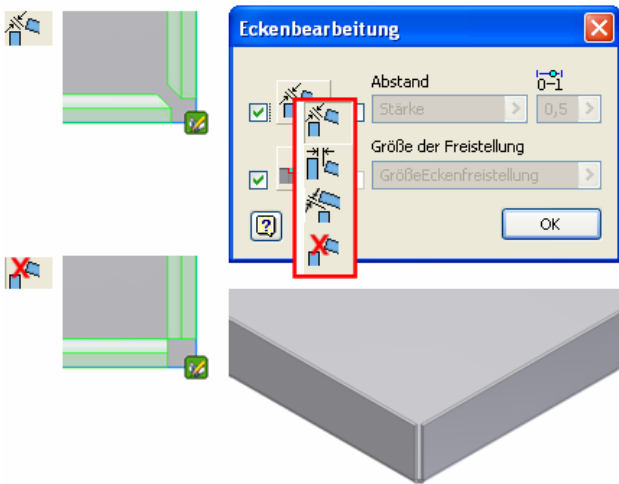 Eckenbearbeitung
Abstand
0-1
Stärke
0,5
Größe der Freistellung
GrößeEckenfreistellung
OK